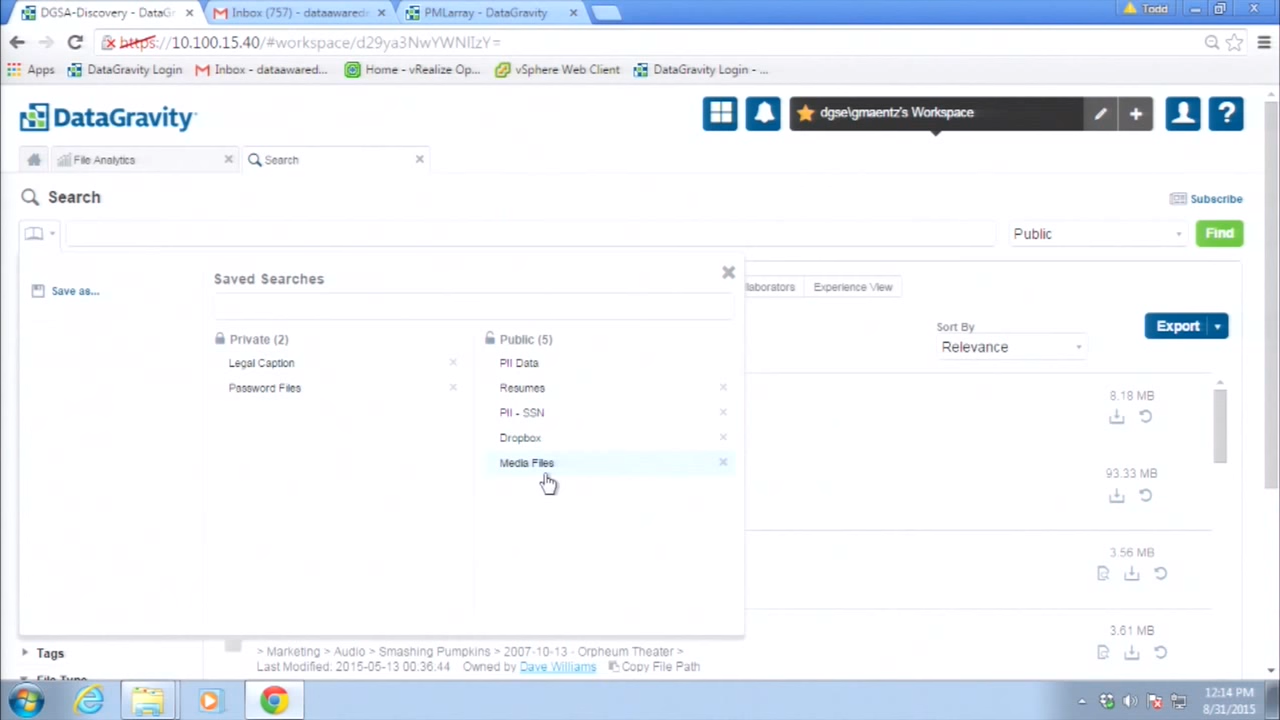 DGSA-Discovery - DataG
Inbox (757) - dataawared
PMLarray - DataGravity
Todd
https://10.100.15.40/#workspace/d29ya3NwYWNlIzY=
Apps
DataGravity Login
Inbox - dataawared...
Home - vRealize Op...
vSphere Web Client
DataGravity Login - ...
DataGravity
dgse\gmaentz's Workspace
?
File Analytics
Search
Search
Subscribe
Public
Find
Save as...
Saved Searches
Private (2)
Legal Caption
Password Files
Public (5)
PII Data
Resumes
PII - SSN
Dropbox
Media Files
llaborators
Experience View
Sort By
Relevance
Export
8.18 MB
93.33 MB
3.56 MB
3.61 MB
Tags
File Type
> Marketing > Audio > Smashing Pumpkins > 2007-10-13 - Orpheum Theater >
Last Modified: 2015-05-13 00:36:44 Owned by Dave Williams Copy File Path
12:14 PM
8/31/2015